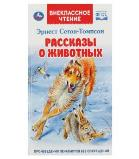 ВНЕКЛАССНОЕ
ЧТЕНИЕ
Эрнест Сетон-Томпсон
РАССКАЗЫ
О ЖИВОТНЫХ